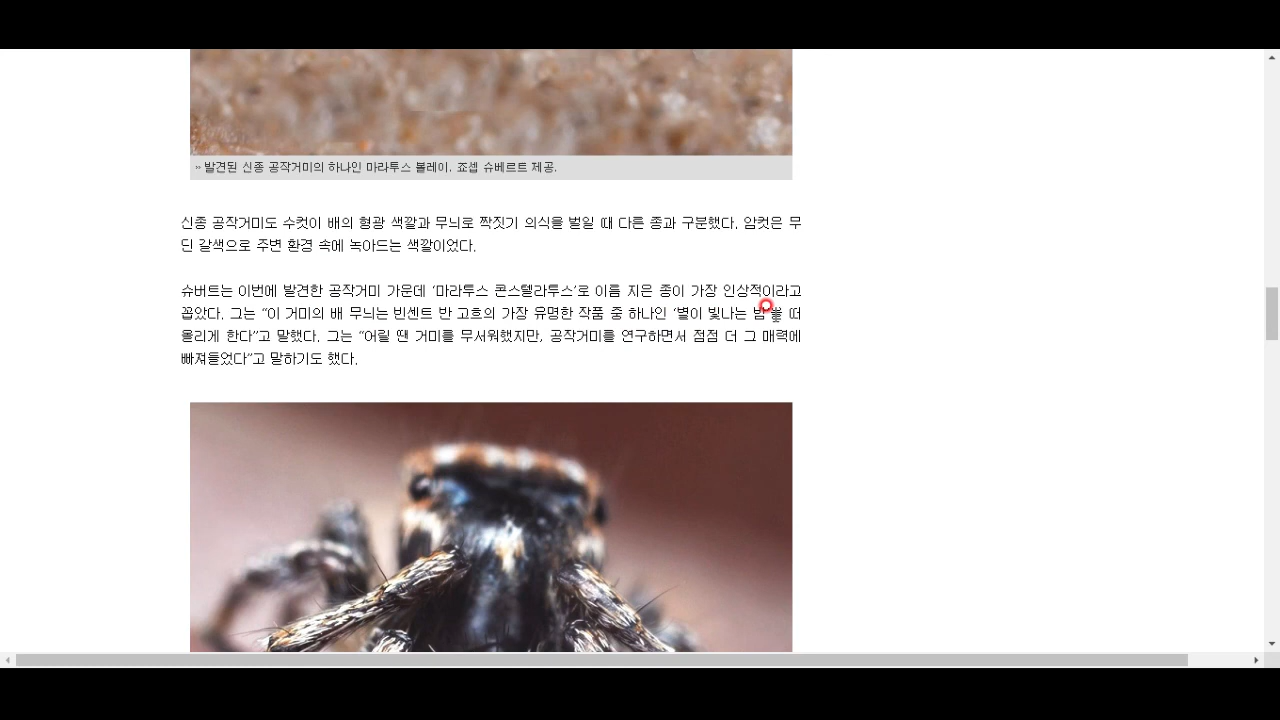 » 발견된 신종 공작거미의 하나인 마라투스 볼레이. 죠셉 슈베르트 제공.
신종 공작거미도 수컷이 배의 형광 색깔과 무늬로 짝짓기 의식을 벌일 때 다른 종과 구분했다. 암컷은 무
딘 갈색으로 주변 환경 속에 녹아드는 색깔이었다.
슈버트는 이번에 발견한 공작거미 가운데 ‘마라투스 콘스텔라투스’로 이름 지은 종이 가장 인상적이라고
꼽았다. 그는 “이 거미의 배 무늬는 빈센트 반 고흐의 가장 유명한 작품 중 하나인 ‘별이 빛나는 밤’을 떠
올리게 한다”고 말했다. 그는 “어릴 땐 거미를 무서워했지만, 공작거미를 연구하면서 점점 더 그 매력에
빠져들었다”고 말하기도 했다.